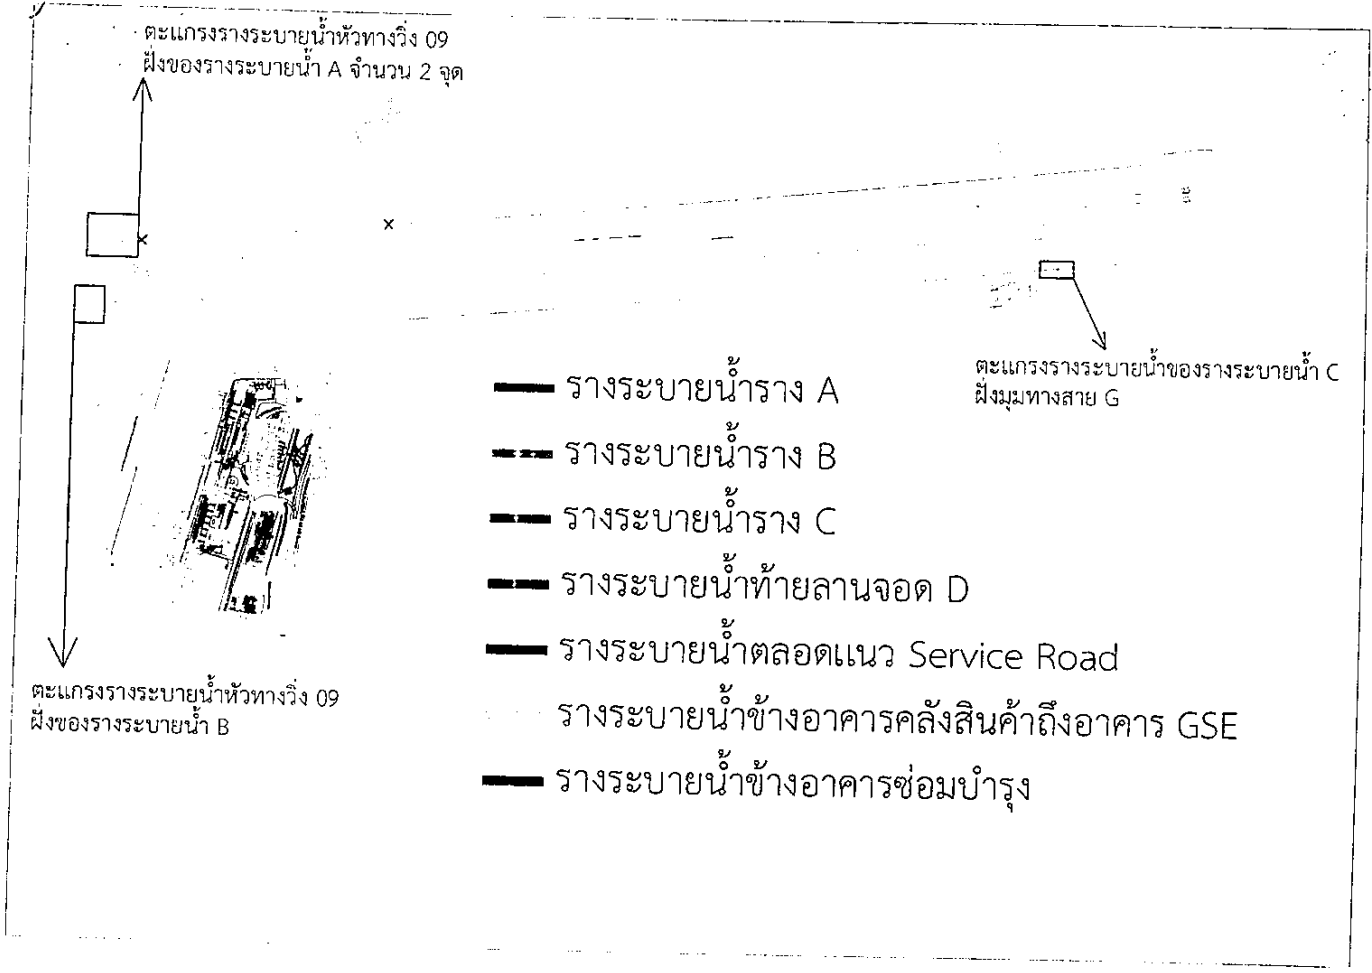 ตะแกรงรางระบายน้ำหัวทางวิ่ง 09
ฝั่งของรางระบายน้ำ A จำนวน 2 จุด
ตะแกรงรางระบายน้ำของรางระบายน้ำ C
ฝั่งมุมทางสาย G
รางระบายน้ำราง A
รางระบายน้ำราง B
รางระบายน้ำราง C
รางระบายน้ำท้ายลานจอด D
รางระบายน้ำตลอดแนว Service Road
รางระบายน้ำข้างอาคารคลังสินค้าถึงอาคาร GSE
รางระบายน้ำข้างอาคารซ่อมบำรุง
ตะแกรงรางระบายน้ำหัวทางวิ่ง 09
ฝั่งของรางระบายน้ำ B